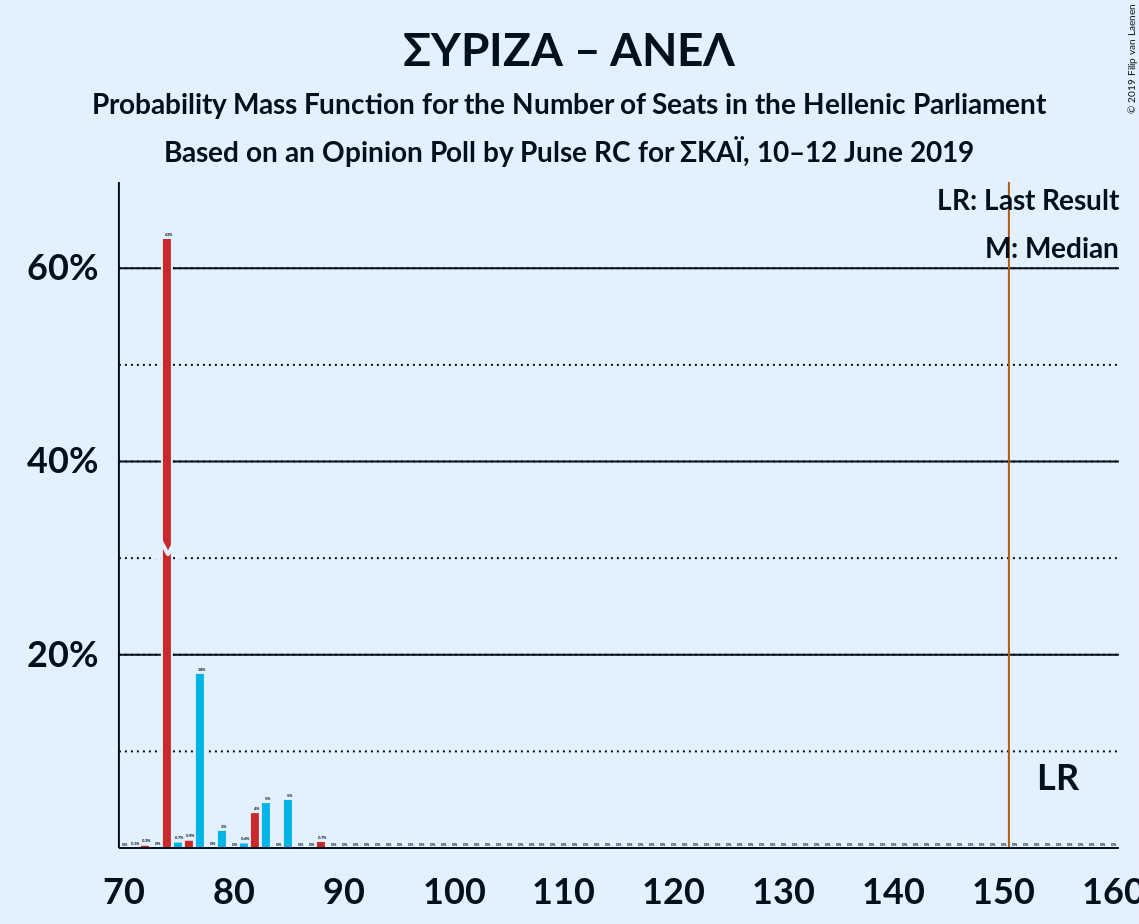 ΣΥΡΙΖΑ – ΑΝΕΛ
Probability Mass Function for the Number of Seats in the Hellenic Parliament
Based on an Opinion Poll by Pulse RC for ΣΚΑΪ, 10–12 June 2019
© 2019 Filip van Laenen
LR: Last Result
M: Median
60%
40%
20%
LR
70 80 90 100 110 120 130 140 150 160